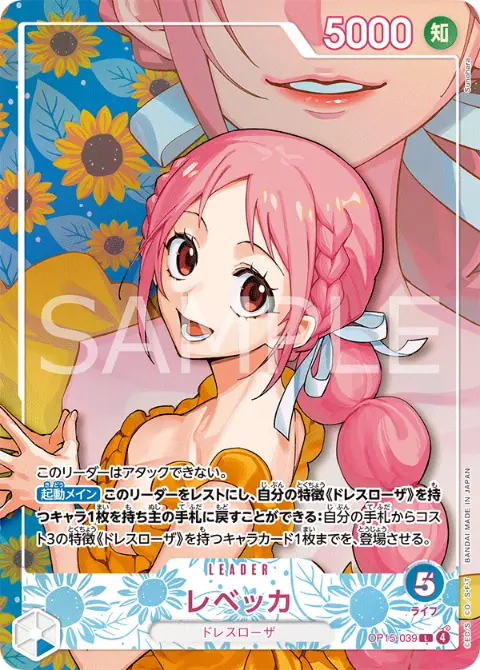 5000 知
Sunohara
SAMPLE
このリーダーはアタックできない。
起動メイン このリーダーをレストにし、自分の特徴《ドレスローザ》を持
つキャラ1枚を持ち主の手札に戻すことができる:自分の手札からコス
ト3の特徴《ドレスローザ》を持つキャラカード1枚までを、登場させる。
LEADER
レベッカ
5
ライフ
ドレスローザ
OP15-039 L 4
BANDAI MADE IN JAPAN